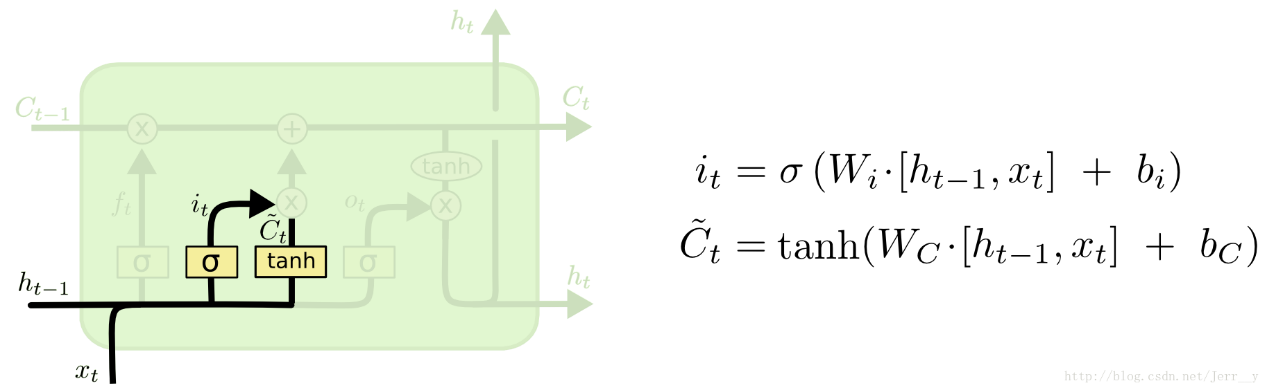 h_t
C_{t-1}
C_t
x
+
tanh
f_t
i_t
x
o_t
x
C̃_t
σ
σ
tanh
σ
h_{t-1}
h_t
x_t
i_t = σ (W_i·[h_{t-1}, x_t] + b_i)
C̃_t = tanh(W_C·[h_{t-1}, x_t] + b_C)
http://blog.csdn.net/Jerr__y